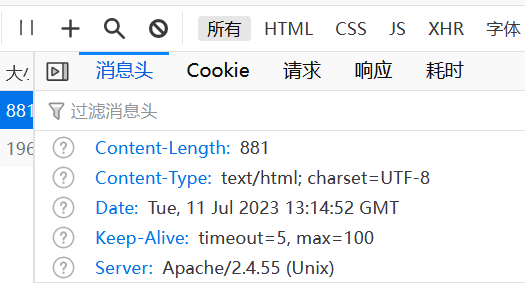 所有 HTML CSS JS XHR 字体
大小 消息头 Cookie 请求 响应 耗时
881 过滤消息头
Content-Length: 881
196 Content-Type: text/html; charset=UTF-8
Date: Tue, 11 Jul 2023 13:14:52 GMT
Keep-Alive: timeout=5, max=100
Server: Apache/2.4.55 (Unix)